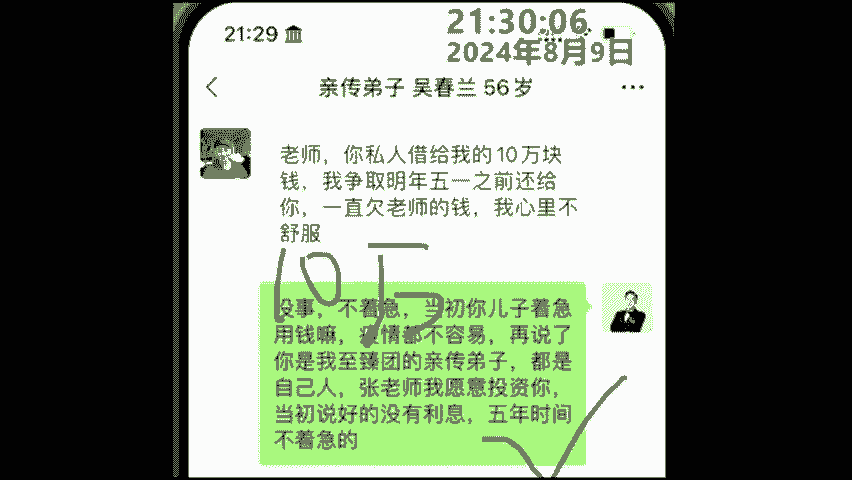 21:29
21:30:06
2024年8月9日
亲传弟子 吴春兰 56岁
老师，你私人借给我的10万块
钱，我争取明年五一之前还给
你，一直欠老师的钱，我心里不
舒服
10万
没事，不着急，当初你儿子着急
用钱嘛，疫情都不容易，再说了
你是我至臻团的亲传弟子，都是
自己人，张老师我愿意投资你，
当初说好的没有利息，五年时间
不着急的